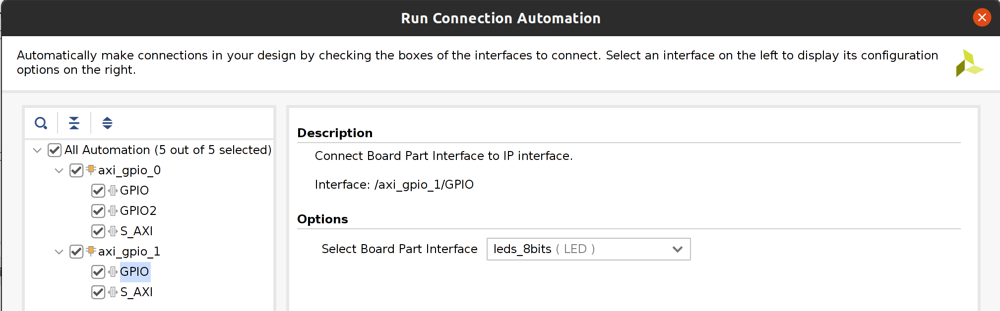 Run Connection Automation
Automatically make connections in your design by checking the boxes of the interfaces to connect. Select an interface on the left to display its configuration
options on the right.
All Automation (5 out of 5 selected)
axi_gpio_0
GPIO
GPIO2
S_AXI
axi_gpio_1
GPIO
S_AXI
Description
Connect Board Part Interface to IP interface.
Interface: /axi_gpio_1/GPIO
Options
Select Board Part Interface leds_8bits ( LED )